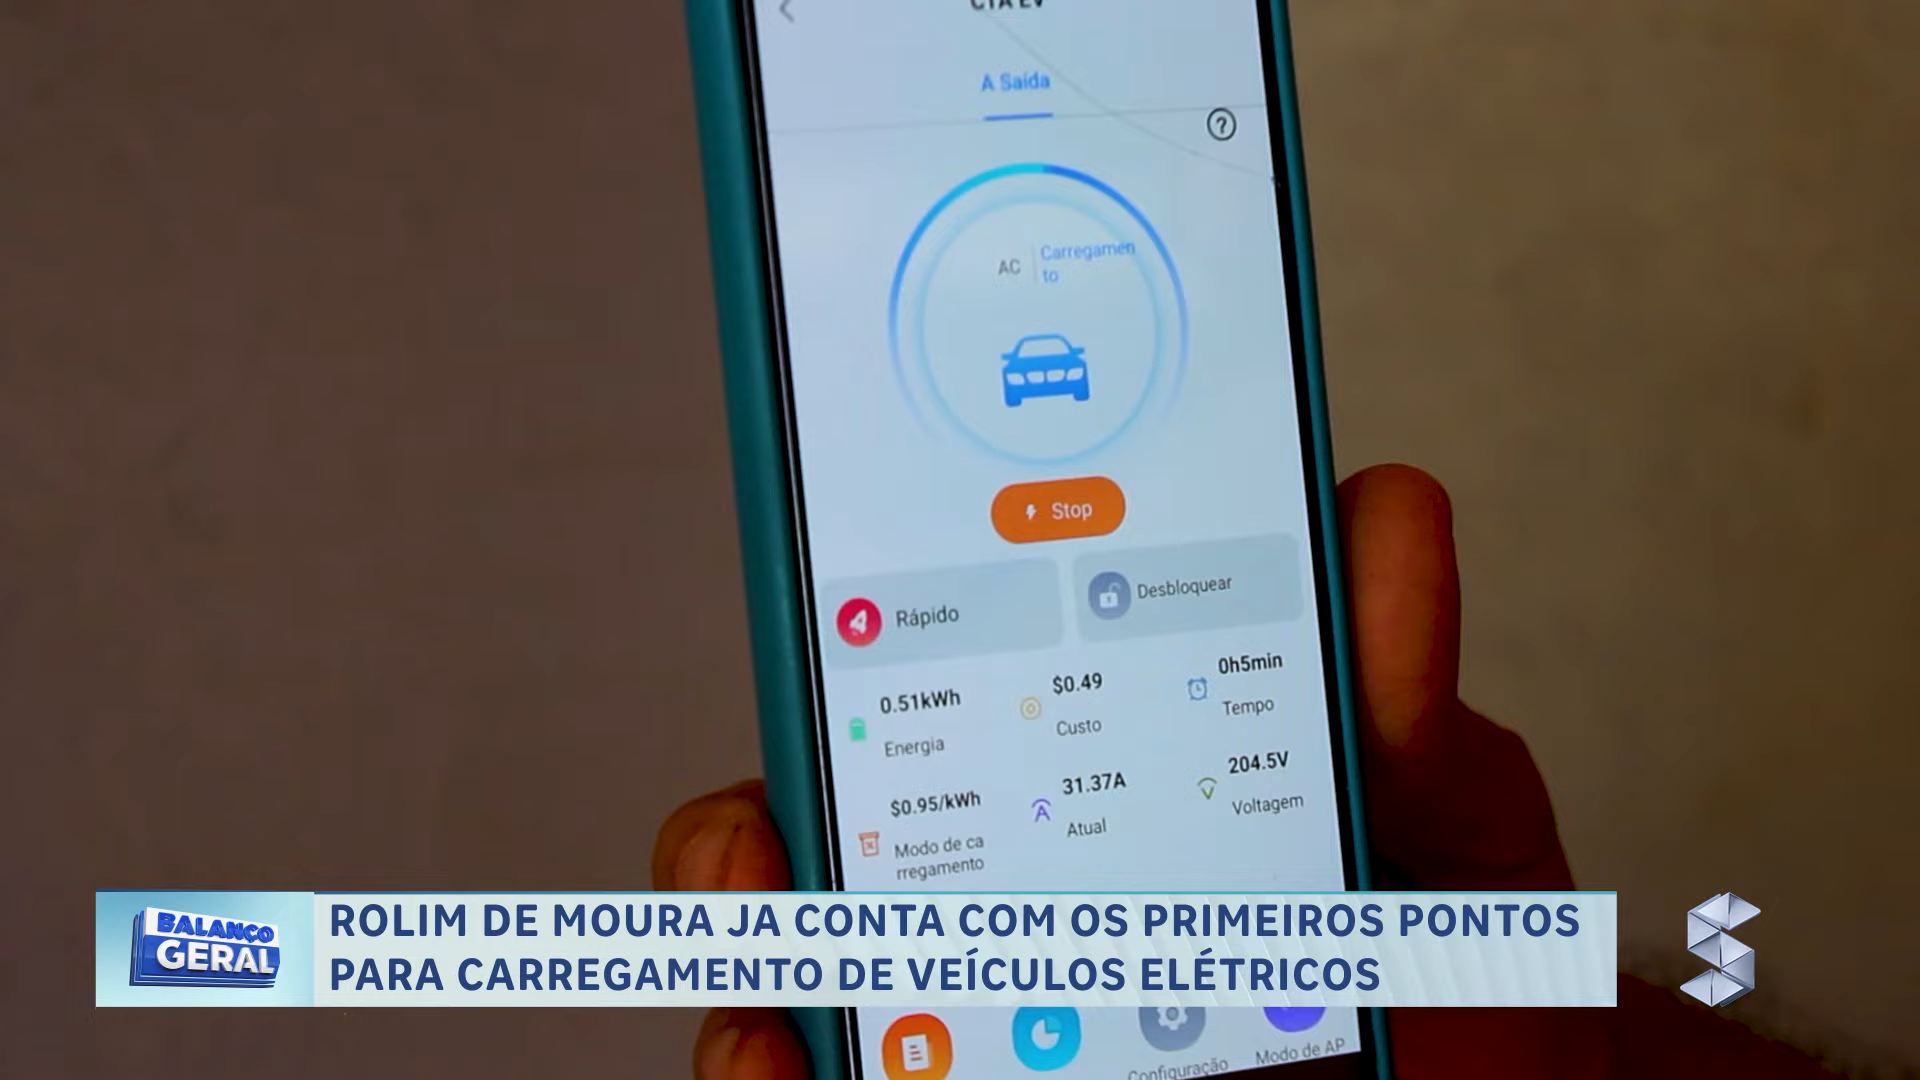 CTA EV
A Saída
?
AC
Carregamen
to
Stop
Rápido
Desbloquear
0.51kWh
Energia
$0.49
Custo
0h5min
Tempo
$0.95/kWh
Modo de ca
rregamento
31.37A
Atual
204.5V
Voltagem
BALANÇO
GERAL
ROLIM DE MOURA JA CONTA COM OS PRIMEIROS PONTOS
PARA CARREGAMENTO DE VEÍCULOS ELÉTRICOS
Configuração
Modo de AP